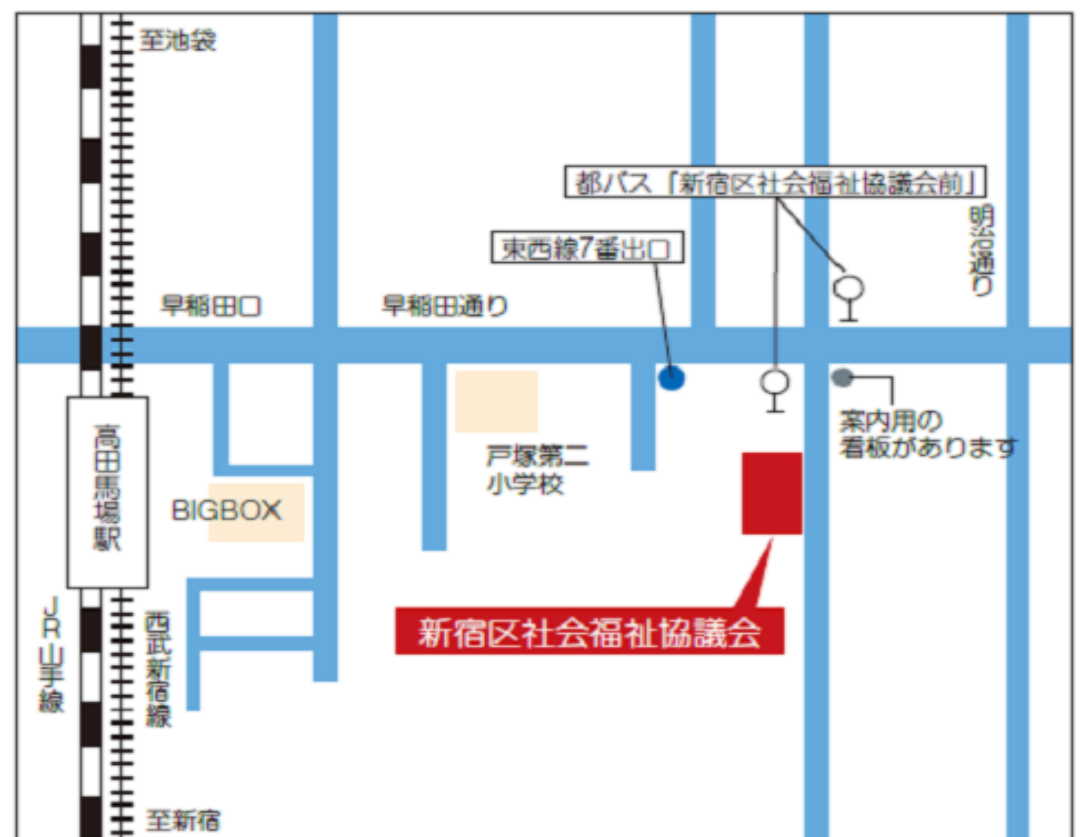 至池袋
都バス「新宿区社会福祉協議会前」
明治通り
東西線7番出口
早稲田口
早稲田通り
案内用の
看板があります
高田馬場駅
戸塚第二
小学校
BIGBOX
新宿区社会福祉協議会
JR山手線
西武新宿線
至新宿